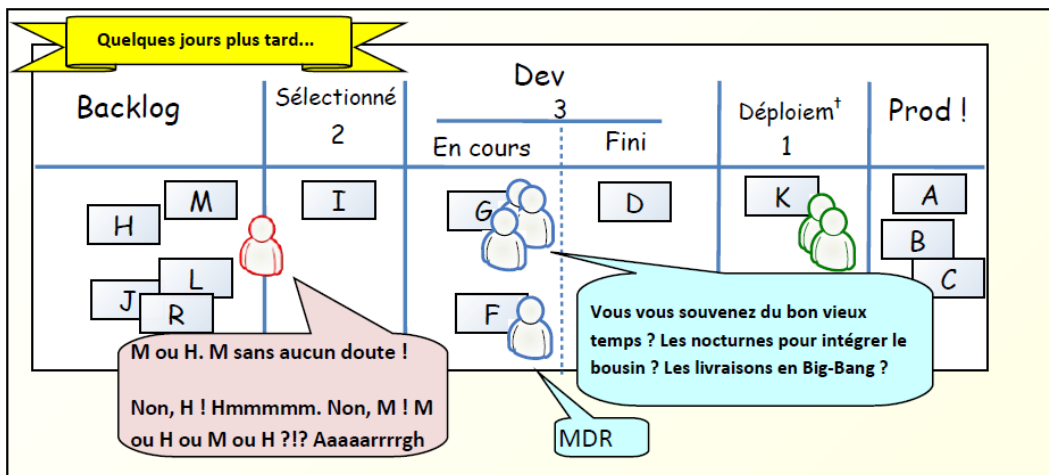 Quelques jours plus tard...
Backlog
Sélectionné
2
Dev
3
En cours
Fini
Déploiem†
1
Prod !
M
H
I
G
D
K
A
B
C
L
J
R
F
M ou H. M sans aucun doute !
Non, H ! Hmmmmm. Non, M ! M
ou H ou M ou H ?!? Aaaaarrrrgh
Vous vous souvenez du bon vieux
temps ? Les nocturnes pour intégrer le
bousin ? Les livraisons en Big-Bang ?
MDR